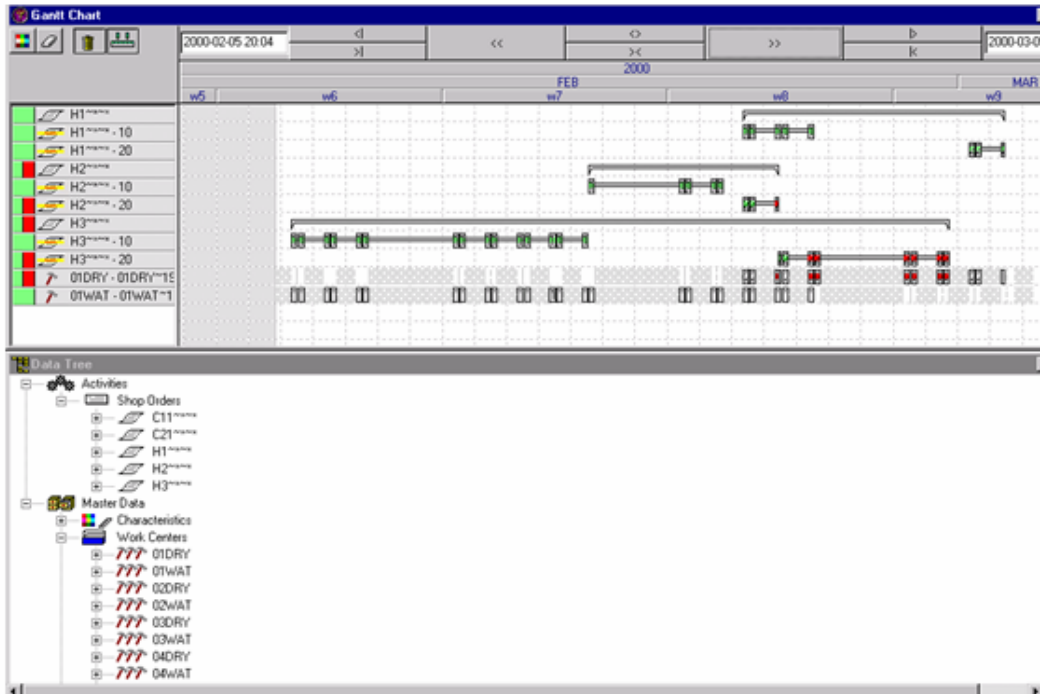 Gantt Chart
2000-02-05 20:04 << >> 2000-03-0
2000
FEB MAR
w5 w6 w7 w8 w9
H1~*~*~
H1~*~*~ - 10
H1~*~*~ - 20
H2~*~*~
H2~*~*~ - 10
H2~*~*~ - 20
H3~*~*~
H3~*~*~ - 10
H3~*~*~ - 20
01DRY - 01DRY~1S
01WAT - 01WAT~1
Data Tree
Activities
Shop Orders
C11~*~*~
C21~*~*~
H1~*~*~
H2~*~*~
H3~*~*~
Master Data
Characteristics
Work Centers
01DRY
01WAT
02DRY
02WAT
03DRY
03WAT
04DRY
04WAT